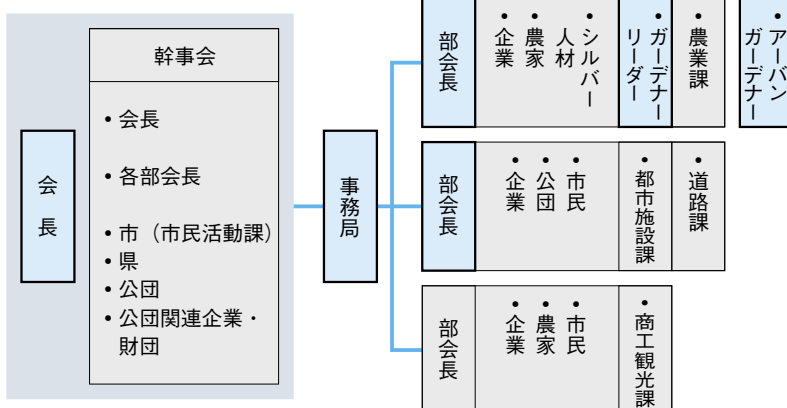 会長
幹事会
•会長
•各部会長
•市（市民活動課）
•県
•公団
•公団関連企業・
財団
事務局
部会長
•シルバー
人材
•農家
•企業
•ガーデナー
リーダー
•農業課
•アーバン
ガーデナー
部会長
•市民
•公団
•企業
•都市施設課
•道路課
部会長
•市民
•農家
•企業
•商工観光課